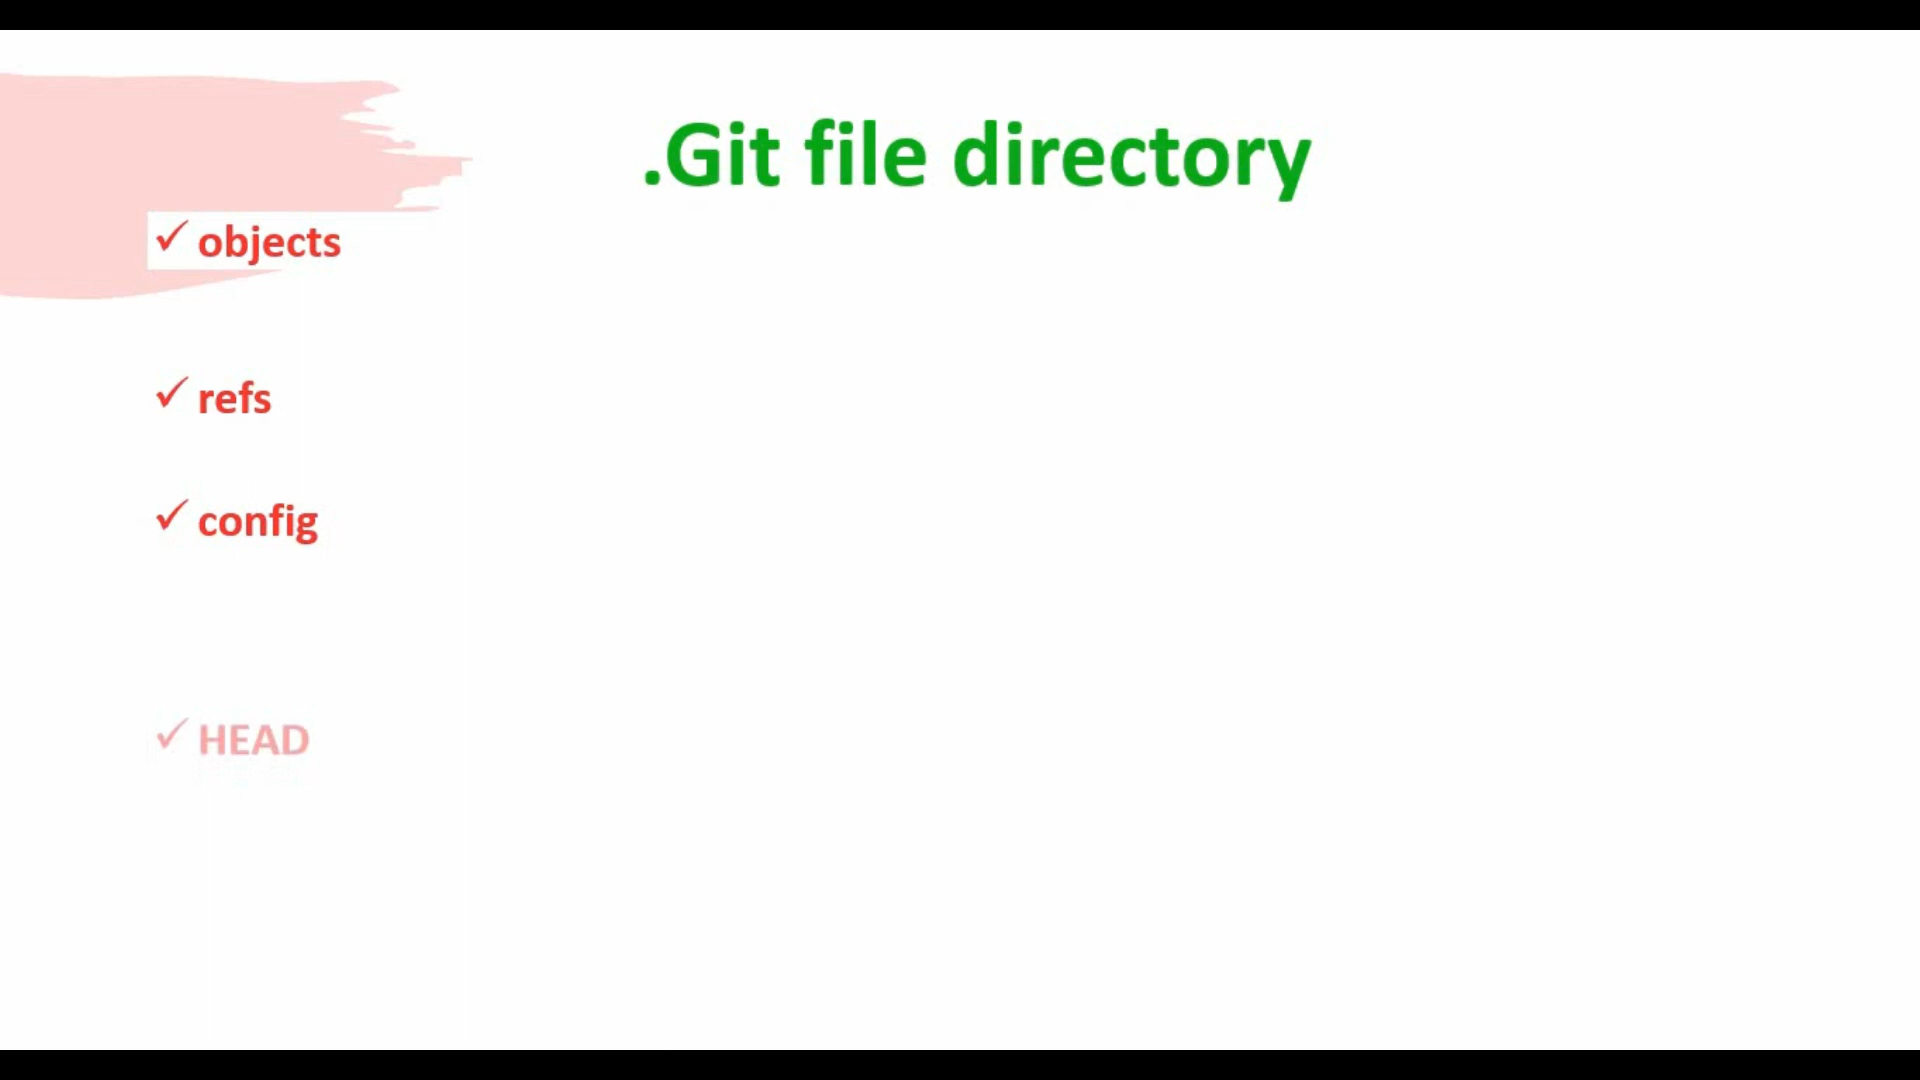 .Git file directory
✓ objects
✓ refs
✓ config
✓ HEAD